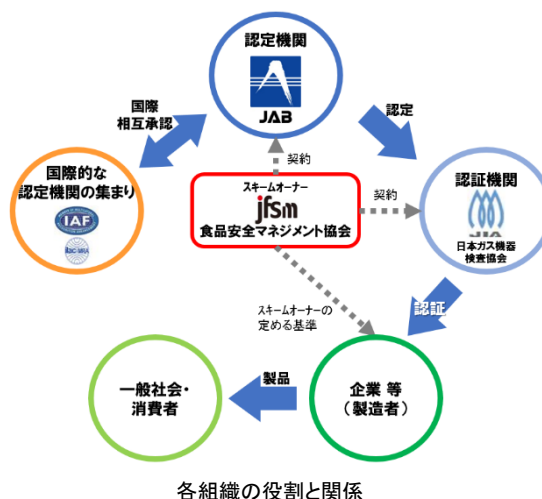 認定機関
JAB
国際
相互承認
認定
国際的な
認定機関の集まり
IAF
契約
スキームオーナー
jfsm
食品安全マネジメント協会
契約
認証機関
日本ガス機器
検査協会
スキームオーナーの
定める基準
認証
一般社会・
消費者
製品
企業 等
（製造者）
各組織の役割と関係